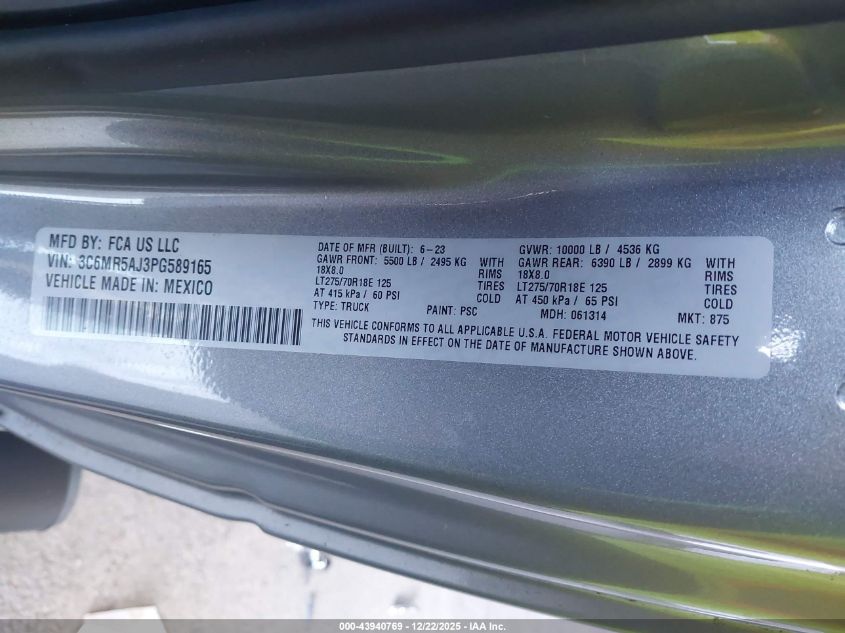 MFD BY: FCA US LLC
VIN: 3C6MR5AJ3PG589165
VEHICLE MADE IN: MEXICO
DATE OF MFR (BUILT): 6-23
GAWR FRONT: 5500 LB / 2495 KG WITH
18X8.0 RIMS
LT275/70R18E 125 TIRES
AT 415 kPa / 60 PSI COLD
TYPE: TRUCK PAINT: PSC
GVWR: 10000 LB / 4536 KG
GAWR REAR: 6390 LB / 2899 KG WITH
18X8.0 RIMS
LT275/70R18E 125 TIRES
AT 450 kPa / 65 PSI COLD
MDH: 061314 MKT: 875
THIS VEHICLE CONFORMS TO ALL APPLICABLE U.S.A. FEDERAL MOTOR VEHICLE SAFETY
STANDARDS IN EFFECT ON THE DATE OF MANUFACTURE SHOWN ABOVE.
000-43940769 - 12/22/2025 - IAA Inc.